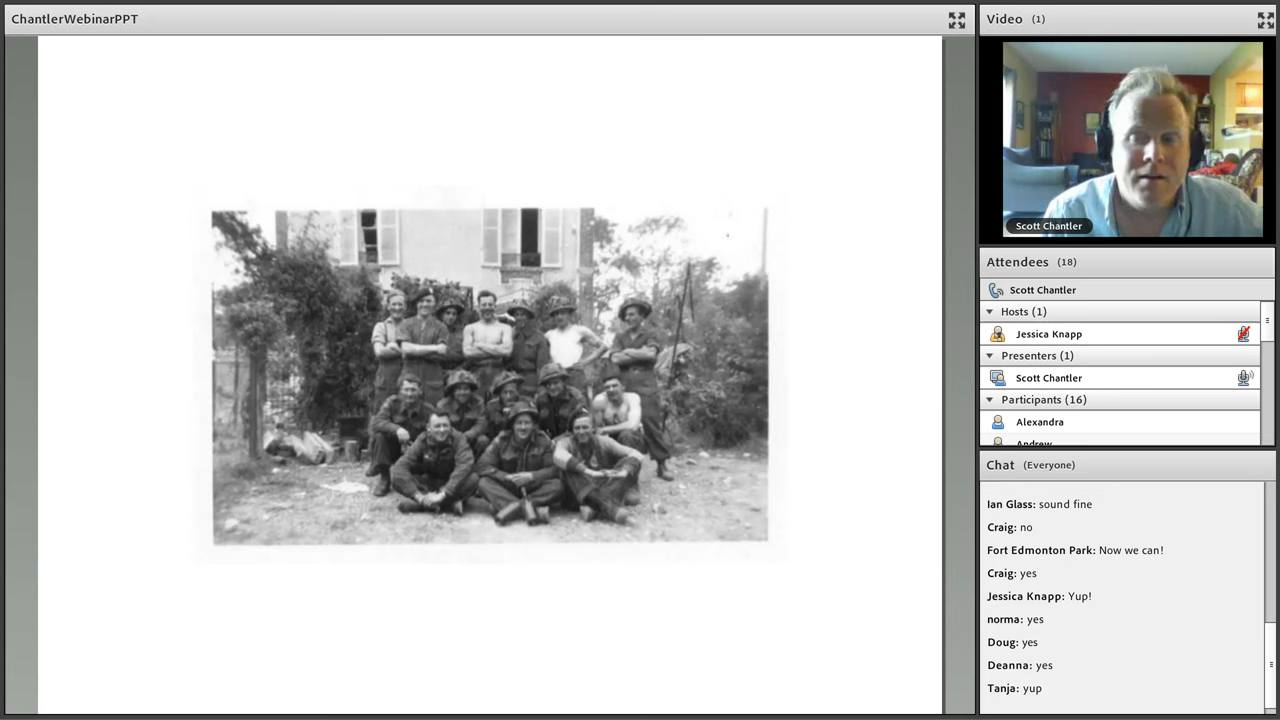 ChantlerWebinarPPT
Video (1)
Scott Chantler
Attendees (18)
Scott Chantler
Hosts (1)
Jessica Knapp
Presenters (1)
Scott Chantler
Participants (16)
Alexandra
Andrew
Chat (Everyone)
Ian Glass: sound fine
Craig: no
Fort Edmonton Park: Now we can!
Craig: yes
Jessica Knapp: Yup!
norma: yes
Doug: yes
Deanna: yes
Tanja: yup